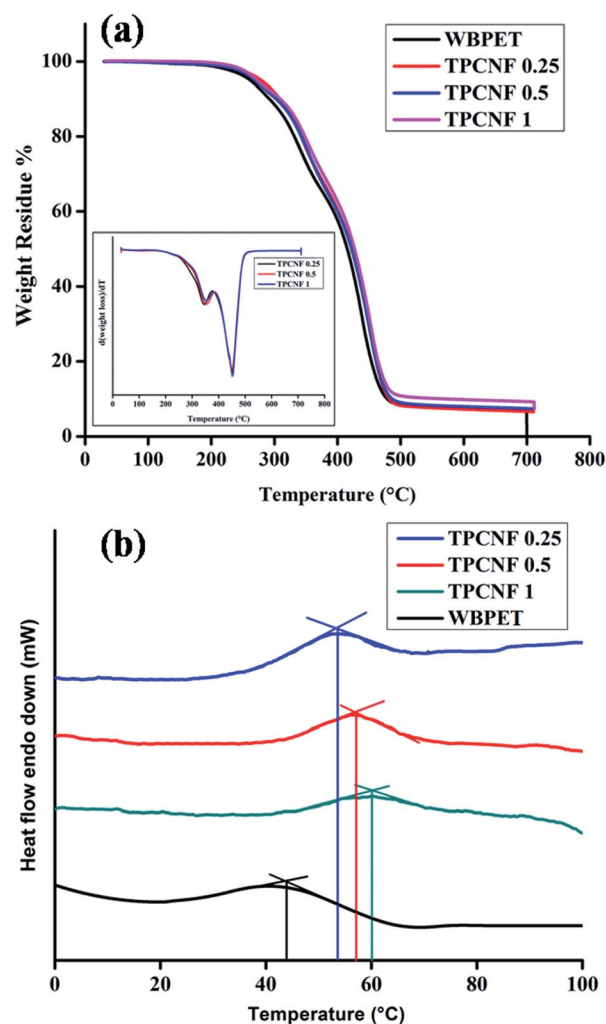 (a)
WBPET
TPCNF 0.25
TPCNF 0.5
TPCNF 1
Weight Residue %
100
80
60
40
20
0
d(weight loss)/dT
TPCNF 0.25
TPCNF 0.5
TPCNF 1
0 100 200 300 400 500 600 700 800
Temperature (°C)
0 100 200 300 400 500 600 700 800
Temperature (°C)
(b)
TPCNF 0.25
TPCNF 0.5
TPCNF 1
WBPET
Heat flow endo down (mW)
0 20 40 60 80 100
Temperature (°C)